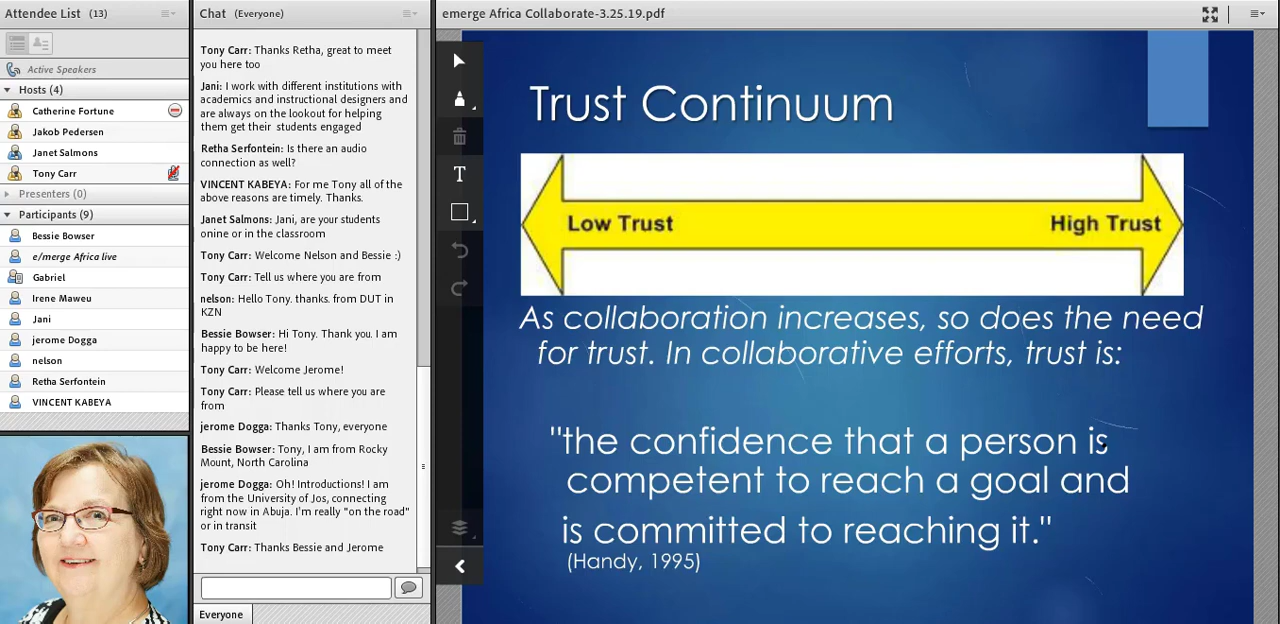 Attendee List (13)
Active Speakers
Hosts (4)
Catherine Fortune
Jakob Pedersen
Janet Salmons
Tony Carr
Presenters (0)
Participants (9)
Bessie Bowser
e/merge Africa live
Gabriel
Irene Maweu
Jani
jerome Dogga
nelson
Retha Serfontein
VINCENT KABEYA
Chat (Everyone)
Tony Carr: Thanks Retha, great to meet
you here too
Jani: I work with different institutions with
academics and instructional designers and
are always on the lookout for helping
them get their students engaged
Retha Serfontein: Is there an audio
connection as well?
VINCENT KABEYA: For me Tony all of the
above reasons are timely. Thanks.
Janet Salmons: Jani, are your students
onine or in the classroom
Tony Carr: Welcome Nelson and Bessie :)
Tony Carr: Tell us where you are from
nelson: Hello Tony. thanks. from DUT in
KZN
Bessie Bowser: Hi Tony. Thank you. I am
happy to be here!
Tony Carr: Welcome Jerome!
Tony Carr: Please tell us where you are
from
jerome Dogga: Thanks Tony, everyone
Bessie Bowser: Tony, I am from Rocky
Mount, North Carolina
jerome Dogga: Oh! Introductions! I am
from the University of Jos, connecting
right now in Abuja. I'm really "on the road"
or in transit
Tony Carr: Thanks Bessie and Jerome
Everyone
emerge Africa Collaborate-3.25.19.pdf
T
Trust Continuum
Low Trust High Trust
As collaboration increases, so does the need
for trust. In collaborative efforts, trust is:
"the confidence that a person is
competent to reach a goal and
is committed to reaching it."
(Handy, 1995)